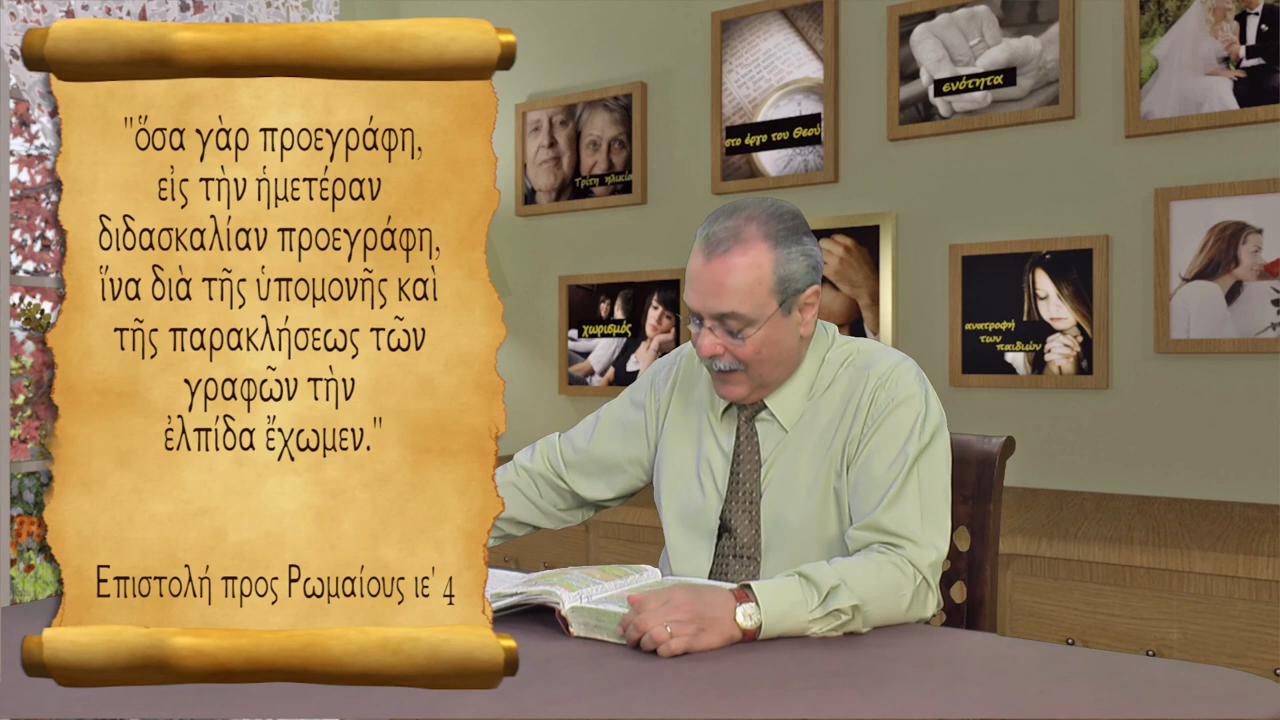 "ὅσα γὰρ προεγράφη,
εἰς τὴν ἡμετέραν
διδασκαλίαν προεγράφη,
ἵνα διὰ τῆς ὑπομονῆς καὶ
τῆς παρακλήσεως τῶν
γραφῶν τὴν
ἐλπίδα ἔχωμεν."
Επιστολή προς Ρωμαίους ιε' 4
Τρίτη ηλικία
στο έργο του Θεού
ενότητα
χωρισμός
ανατροφή
των
παιδιών